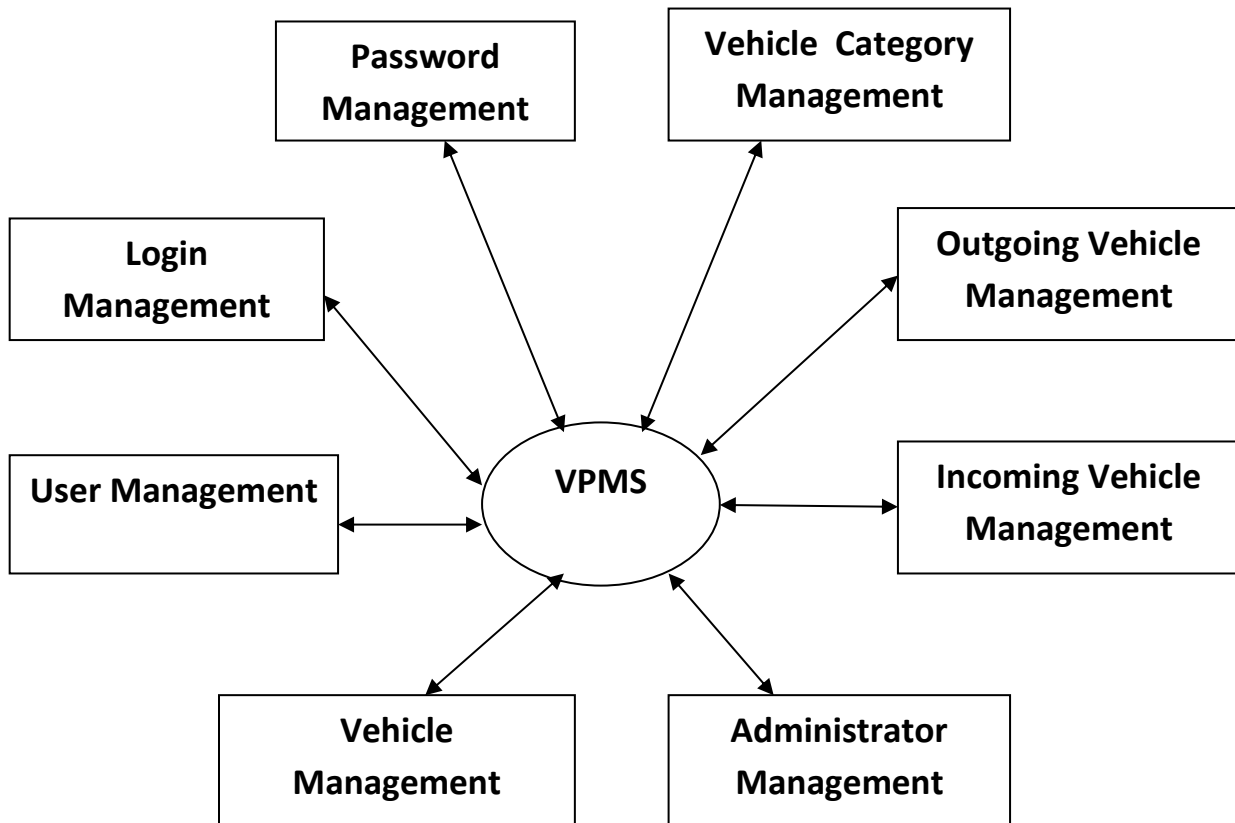 Password
Management
Vehicle Category
Management
Login
Management
Outgoing Vehicle
Management
VPMS
User Management
Incoming Vehicle
Management
Vehicle
Management
Administrator
Management